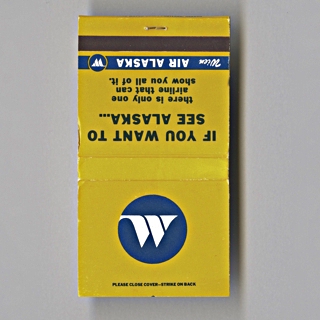 IF YOU WANT TO
SEE ALASKA...
there is only one
airline that can
show you all of it.
Wien AIR ALASKA W
W
PLEASE CLOSE COVER–STRIKE ON BACK